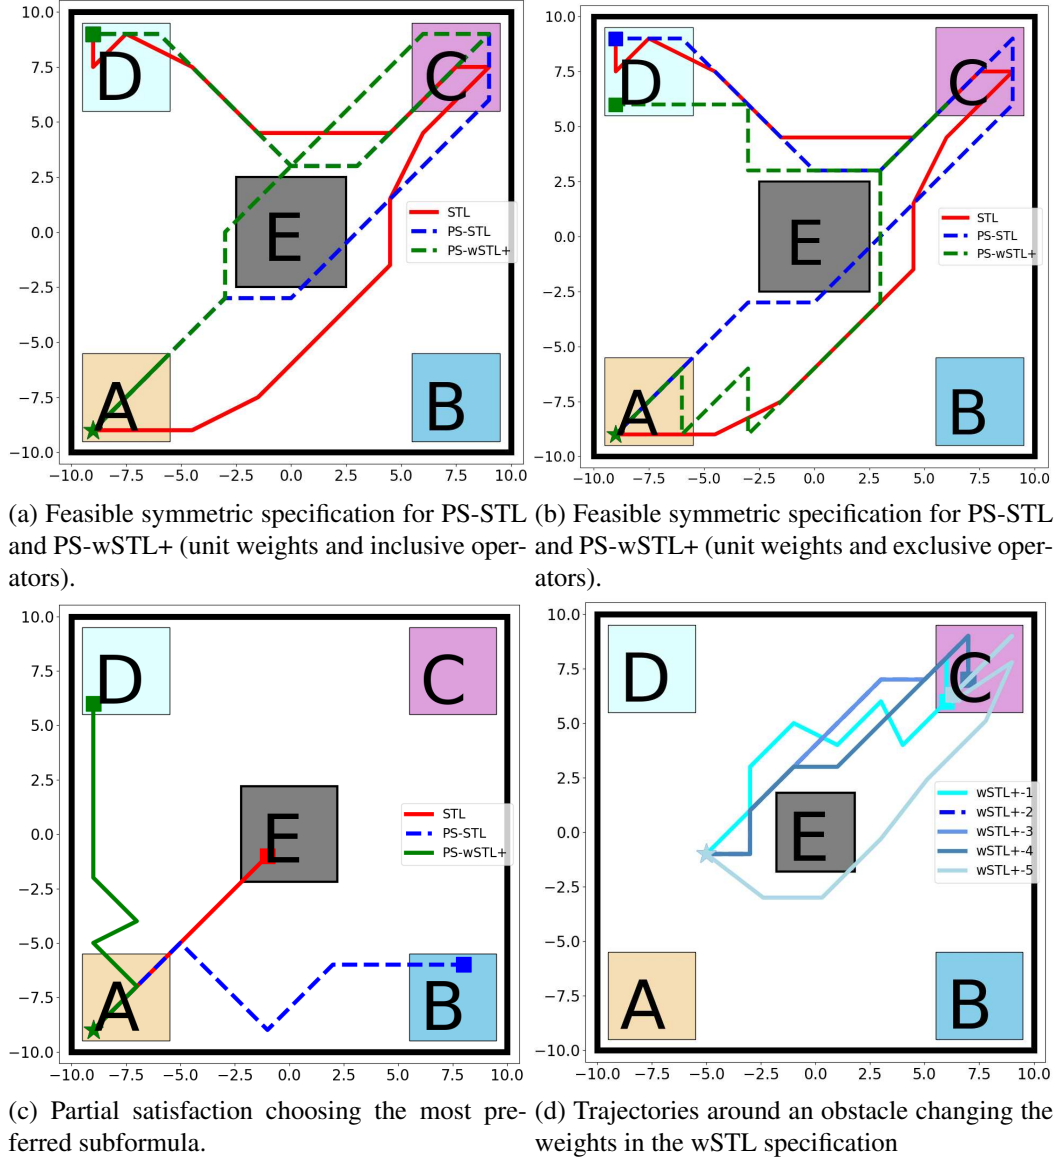 10.0
D C
7.5
5.0
2.5
E
0.0
STL
PS-STL
PS-wSTL+
−2.5
−5.0
A B
−7.5
−10.0
−10.0 −7.5 −5.0 −2.5 0.0 2.5 5.0 7.5 10.0
(a) Feasible symmetric specification for PS-STL
and PS-wSTL+ (unit weights and inclusive oper-
ators).
10.0
D C
7.5
5.0
2.5
E
0.0
STL
PS-STL
PS-wSTL+
−2.5
−5.0
A B
−7.5
−10.0
−10.0 −7.5 −5.0 −2.5 0.0 2.5 5.0 7.5 10.0
(b) Feasible symmetric specification for PS-STL
and PS-wSTL+ (unit weights and exclusive oper-
ators).
10.0
D C
7.5
5.0
2.5
E
0.0
STL
PS-STL
PS-wSTL+
−2.5
−5.0
A B
−7.5
−10.0
−10.0 −7.5 −5.0 −2.5 0.0 2.5 5.0 7.5 10.0
(c) Partial satisfaction choosing the most pre-
ferred subformula.
10.0
D C
7.5
5.0
2.5
E
0.0
wSTL+-1
wSTL+-2
wSTL+-3
wSTL+-4
wSTL+-5
−2.5
−5.0
A B
−7.5
−10.0
−10.0 −7.5 −5.0 −2.5 0.0 2.5 5.0 7.5 10.0
(d) Trajectories around an obstacle changing the
weights in the wSTL specification